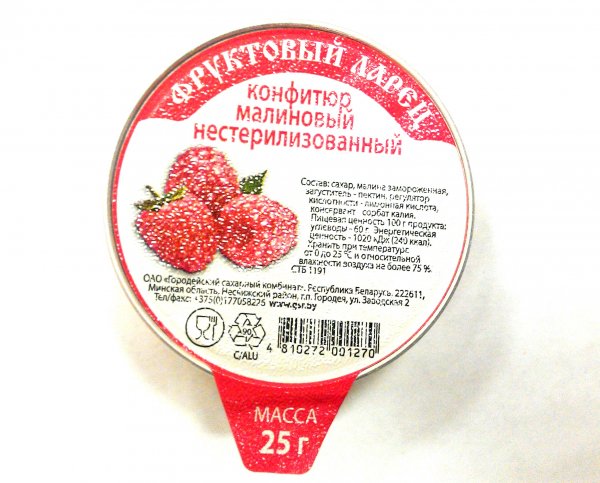 ФРУКТОВЫЙ ЛАРЕЦ
конфитюр
малиновый
нестерилизованный
Состав: сахар, малина замороженная,
загуститель - пектин, регулятор
кислотности - лимонная кислота,
консервант - сорбат калия.
Пищевая ценность 100 г продукта:
углеводы - 60 г. Энергетическая
ценность - 1020 кДж (240 ккал).
Хранить при температуре
от 0 до 25 °С и относительной
влажности воздуха не более 75 %.
СТБ 1191
ОАО «Городейский сахарный комбинат». Республика Беларусь, 222611,
Минская область, Несвижский район, г.п. Городея, ул. Заводская 2
Тел/факс: +375(0)177058275 www.gsr.by
90
C/ALU
4 810272 001270
МАССА
25 г